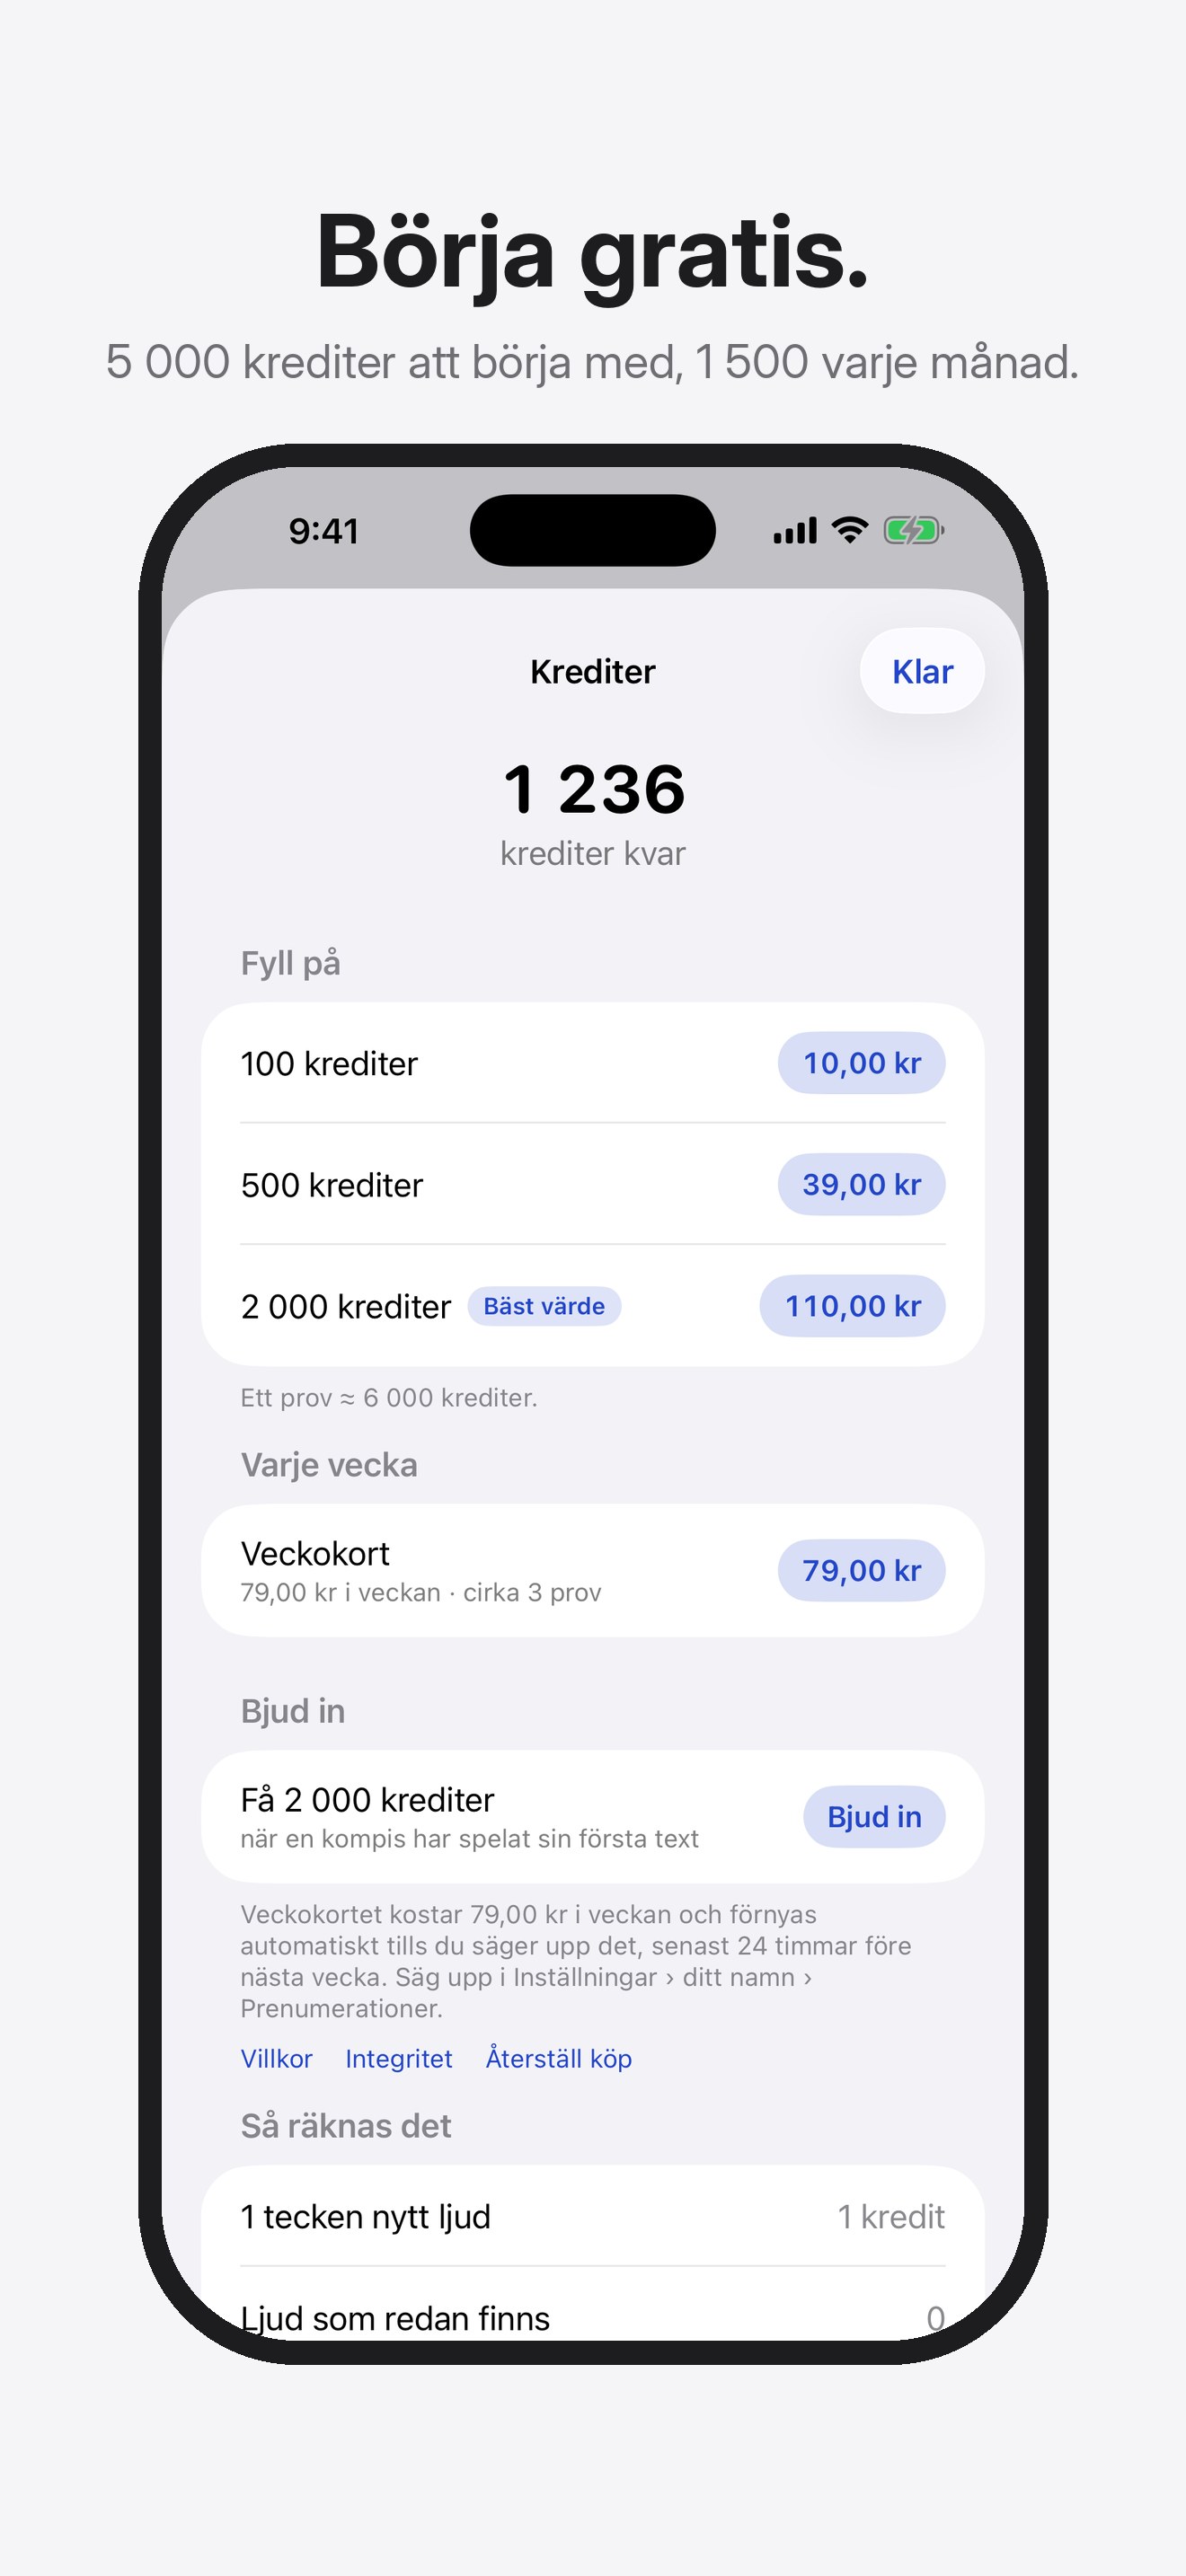 Börja gratis.
5 000 krediter att börja med, 1 500 varje månad.
9:41
Krediter
Klar
1 236
krediter kvar
Fyll på
100 krediter
10,00 kr
500 krediter
39,00 kr
2 000 krediter
Bäst värde
110,00 kr
Ett prov ≈ 6 000 krediter.
Varje vecka
Veckokort
79,00 kr i veckan · cirka 3 prov
79,00 kr
Bjud in
Få 2 000 krediter
när en kompis har spelat sin första text
Bjud in
Veckokortet kostar 79,00 kr i veckan och förnyas
automatiskt tills du säger upp det, senast 24 timmar före
nästa vecka. Säg upp i Inställningar › ditt namn ›
Prenumerationer.
Villkor Integritet Återställ köp
Så räknas det
1 tecken nytt ljud
1 kredit
Ljud som redan finns
0